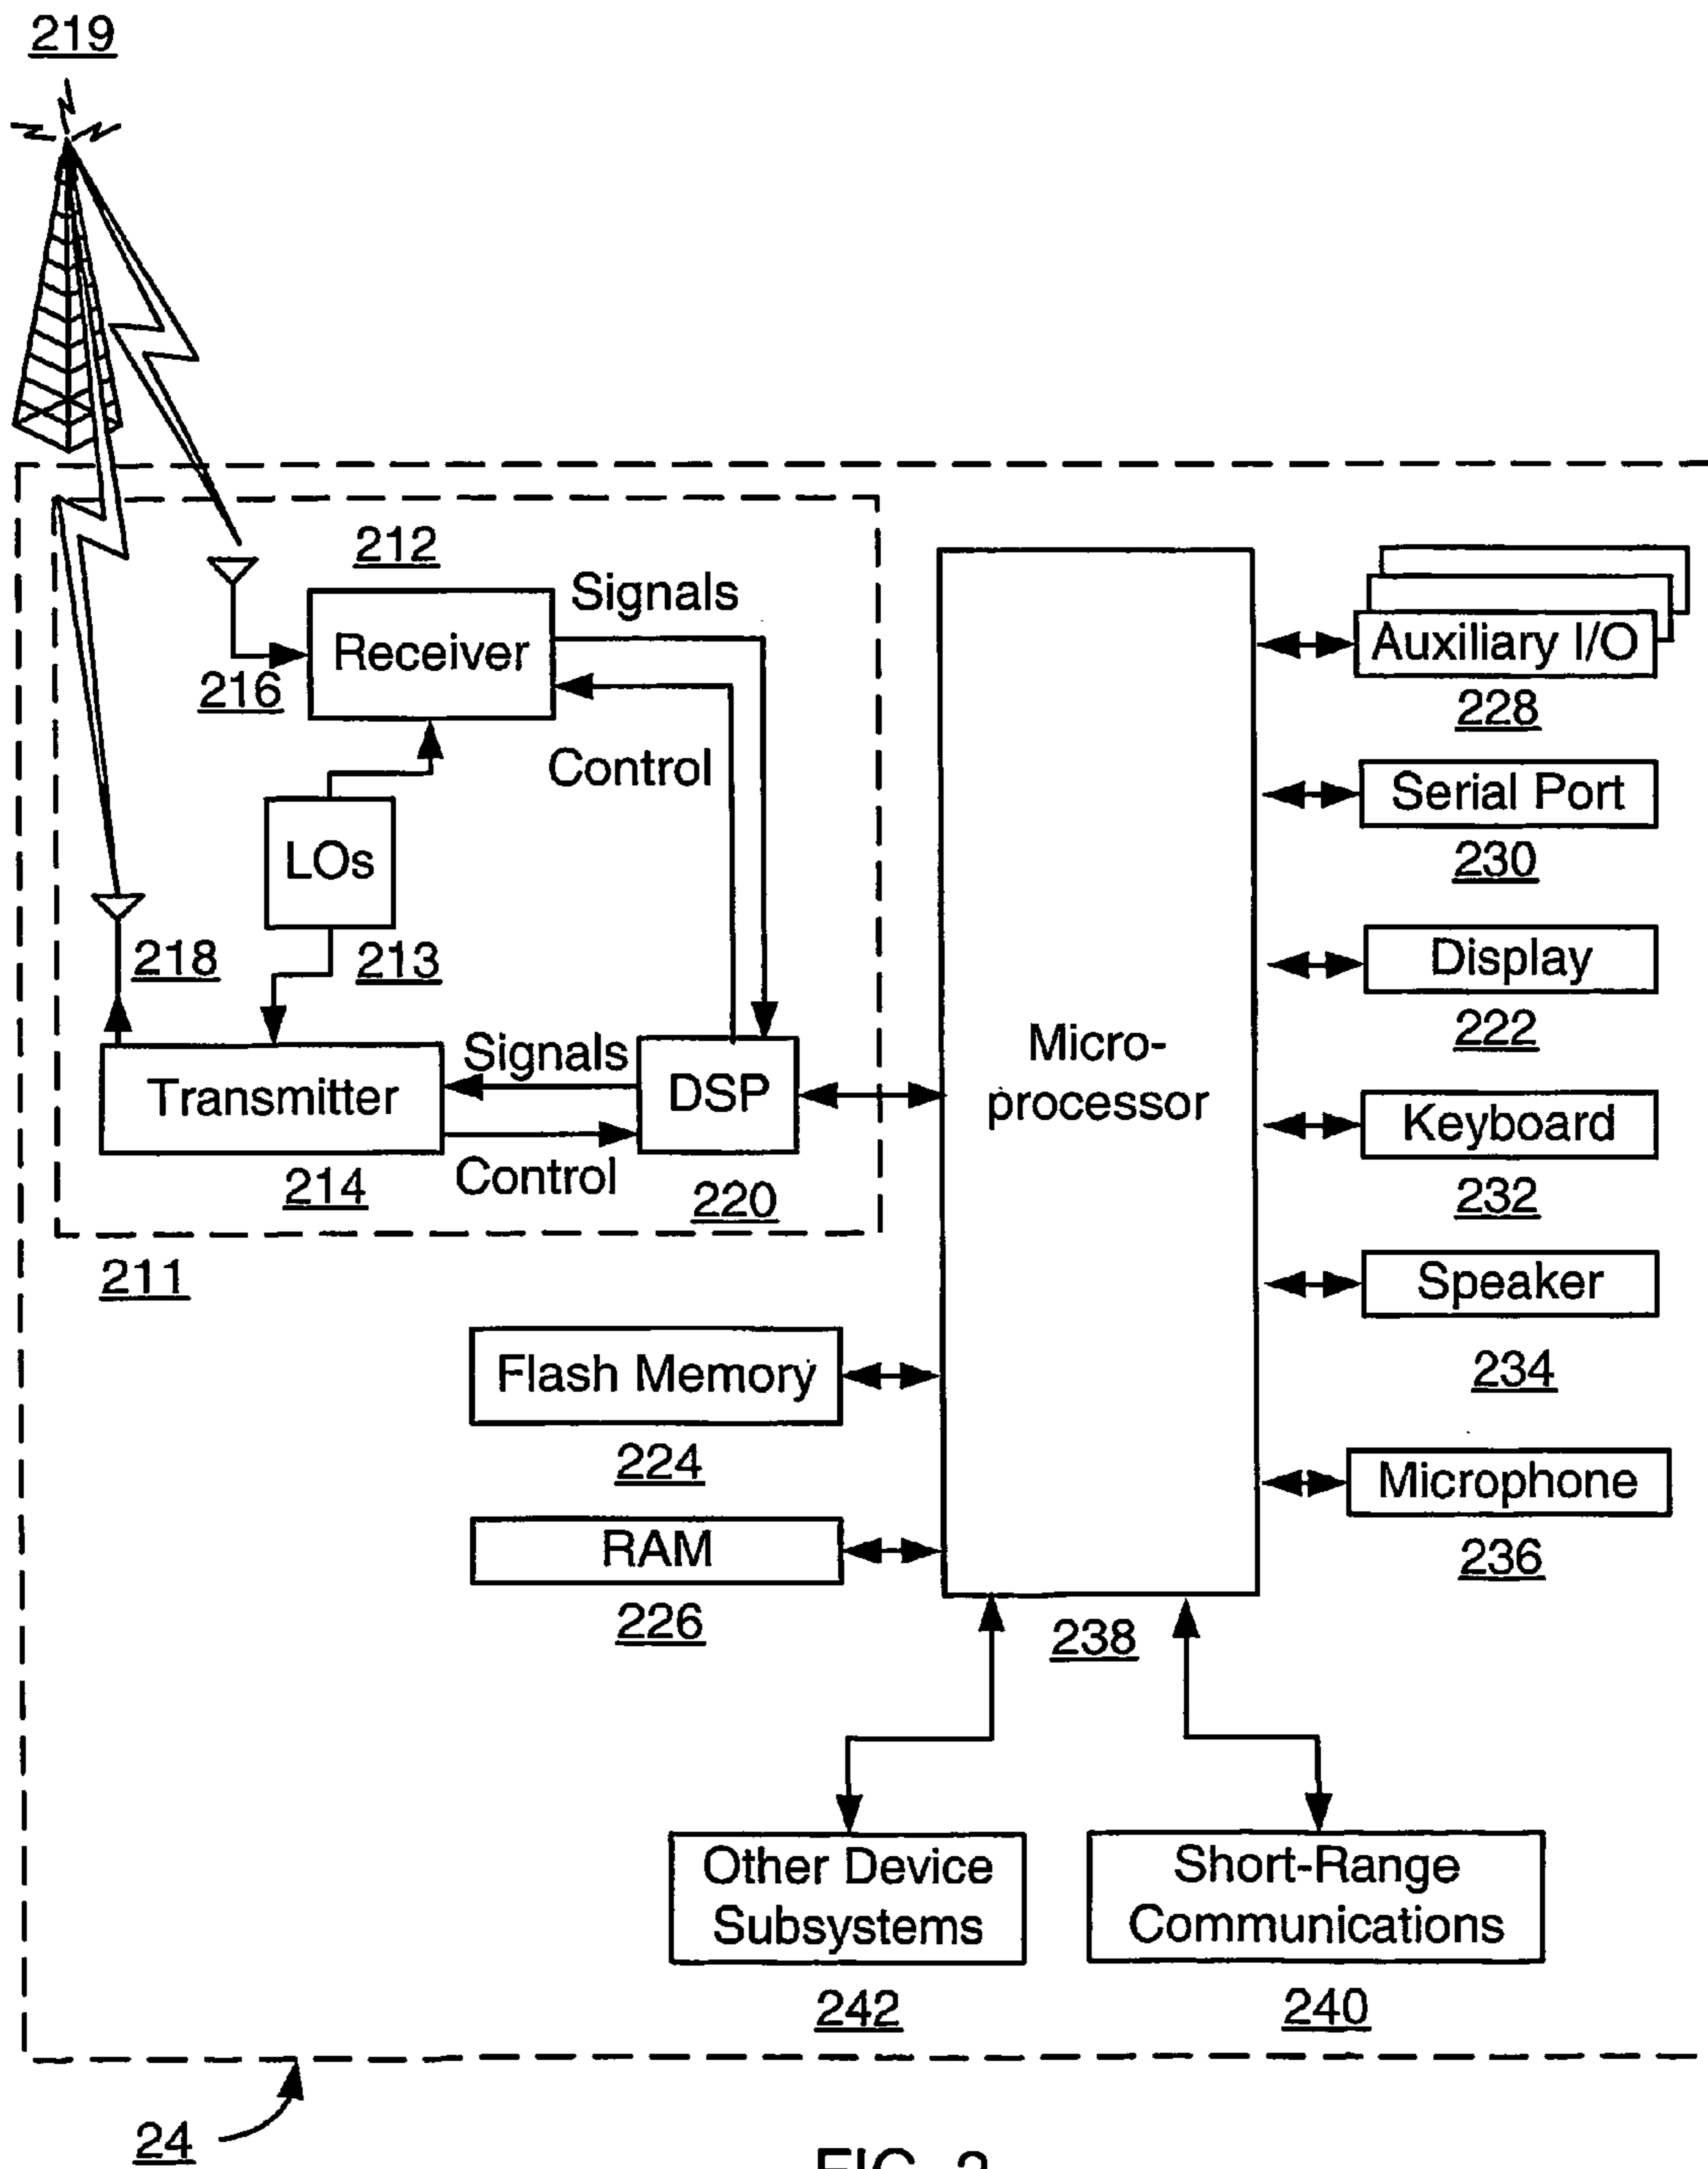 219
212
Signals
Receiver
216
Control
LOs
218
213
Signals
Transmitter
DSP
Control
214
220
211
Micro-
processor
238
Auxiliary I/O
228
Serial Port
230
Display
222
Keyboard
232
Speaker
234
Microphone
236
Flash Memory
224
RAM
226
Other Device
Subsystems
242
Short-Range
Communications
240
24